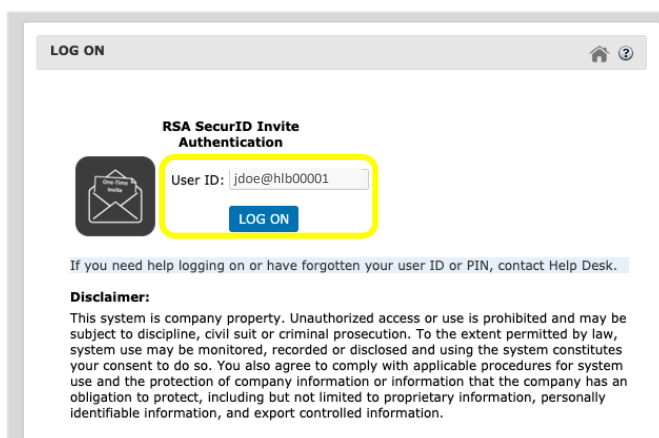 LOG ON
RSA SecurID Invite
Authentication
One-Time
Invite
User ID: jdoe@hlb00001
LOG ON
If you need help logging on or have forgotten your user ID or PIN, contact Help Desk.
Disclaimer:
This system is company property. Unauthorized access or use is prohibited and may be
subject to discipline, civil suit or criminal prosecution. To the extent permitted by law,
system use may be monitored, recorded or disclosed and using the system constitutes
your consent to do so. You also agree to comply with applicable procedures for system
use and the protection of company information or information that the company has an
obligation to protect, including but not limited to proprietary information, personally
identifiable information, and export controlled information.